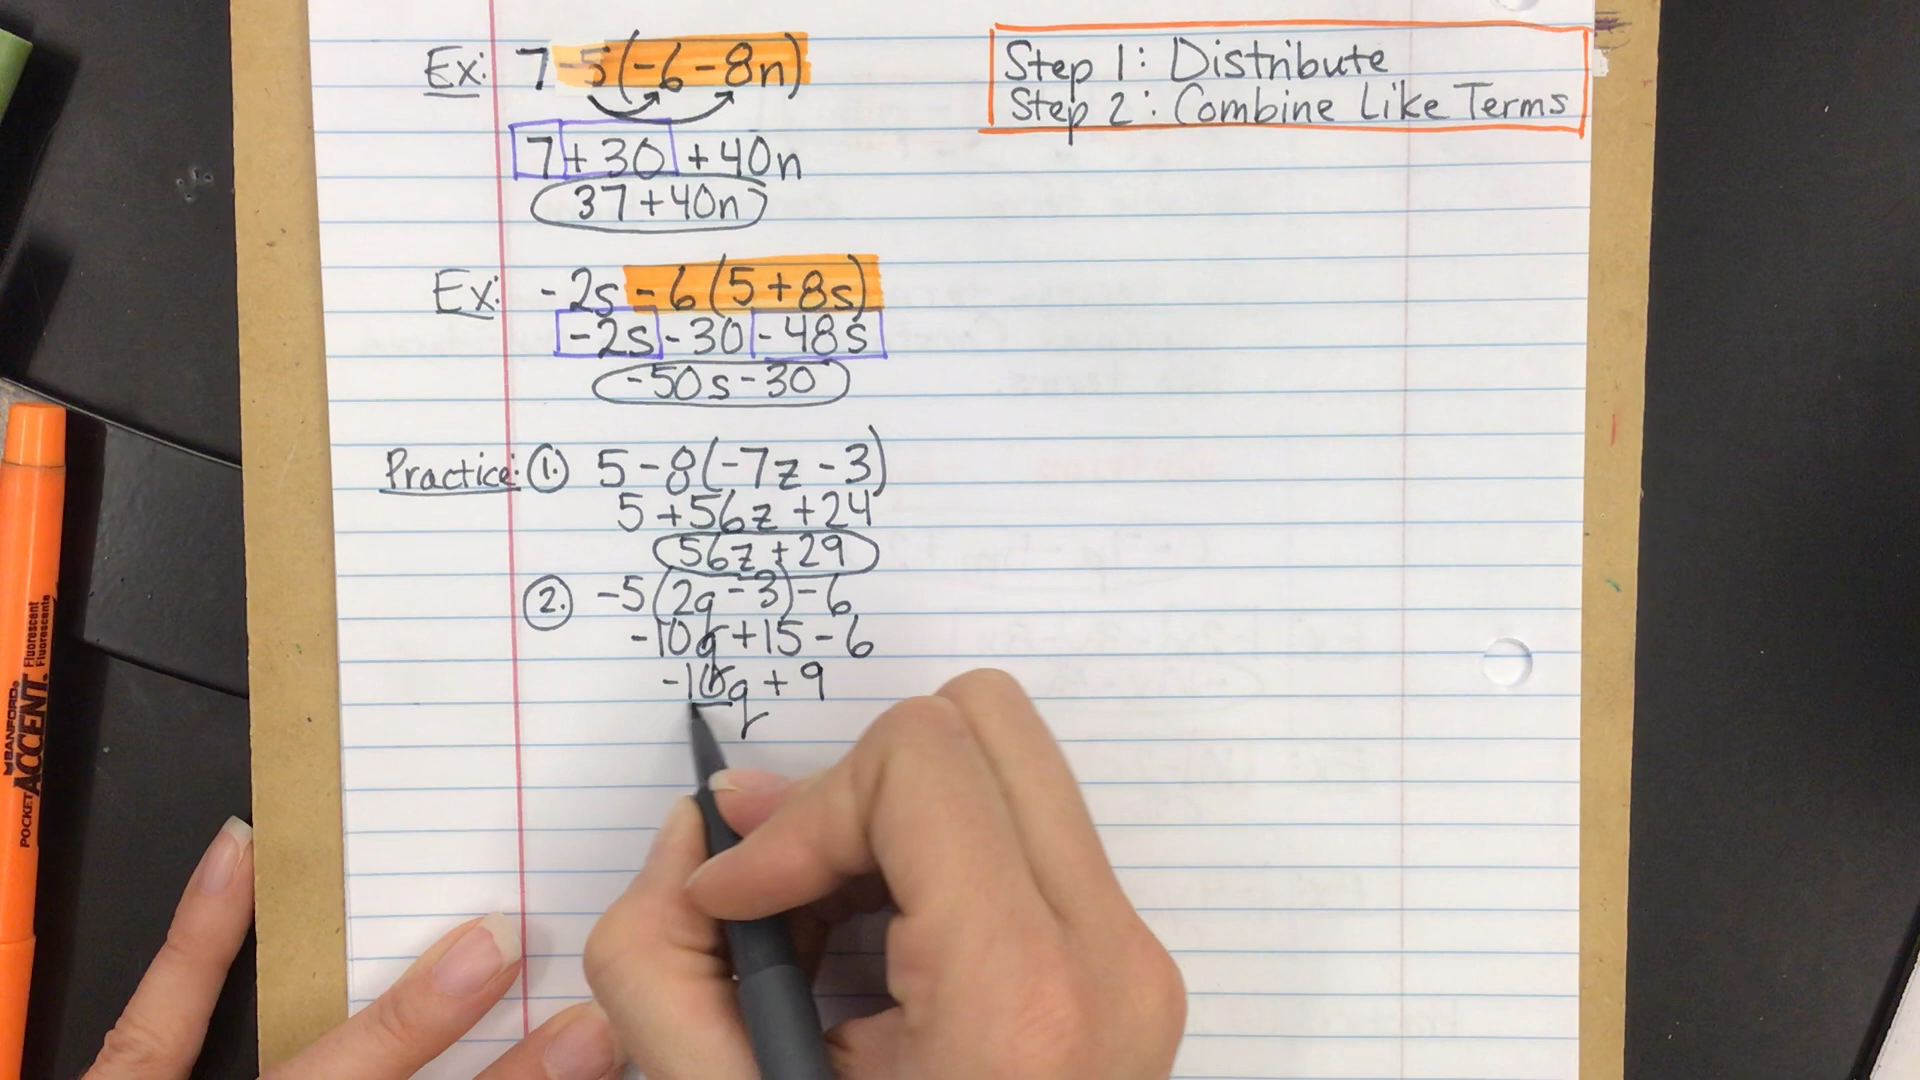 Ex: 7-5(-6-8n)
7+30+40n
37+40n
Step 1: Distribute
Step 2: Combine Like Terms
Ex: -2s-6(5+8s)
-2s-30-48s
-50s-30
Practice: 1. 5-8(-7z-3)
5+56z+24
56z+29
2. -5(2q-3)-6
-10q+15-6
-10q+9
SANFORD
POCKET ACCENT. Fluorescent
Fluorescente